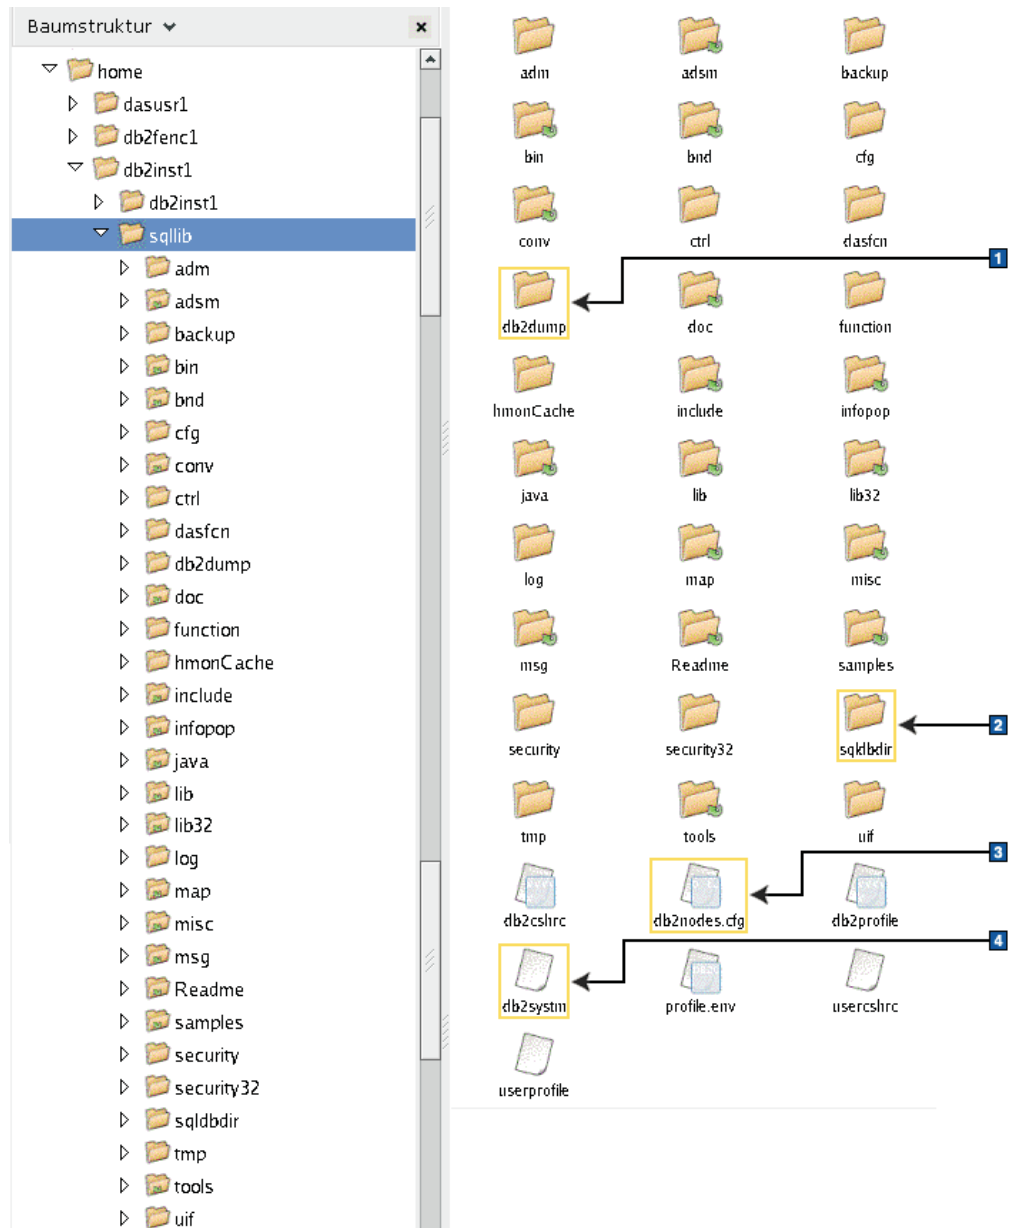 Baumstruktur
home
dasusr1
db2fenc1
db2inst1
db2inst1
sqllib
adm
adsm
backup
bin
bnd
cfg
conv
ctrl
dasfcn
db2dump
doc
function
hmonCache
include
infopop
java
lib
lib32
log
map
misc
msg
Readme
samples
security
security32
sqldbdir
tmp
tools
uif
adm adsm backup
bin bnd cfg
conv ctrl dasfcn
1
db2dump doc function
hmonCache include infopop
java lib lib32
log map misc
msg Readme samples
2
security security32 sqldbdir
tmp tools uif
3
db2cshrc db2nodes.cfg db2profile
4
db2systm profile.env usercshrc
userprofile